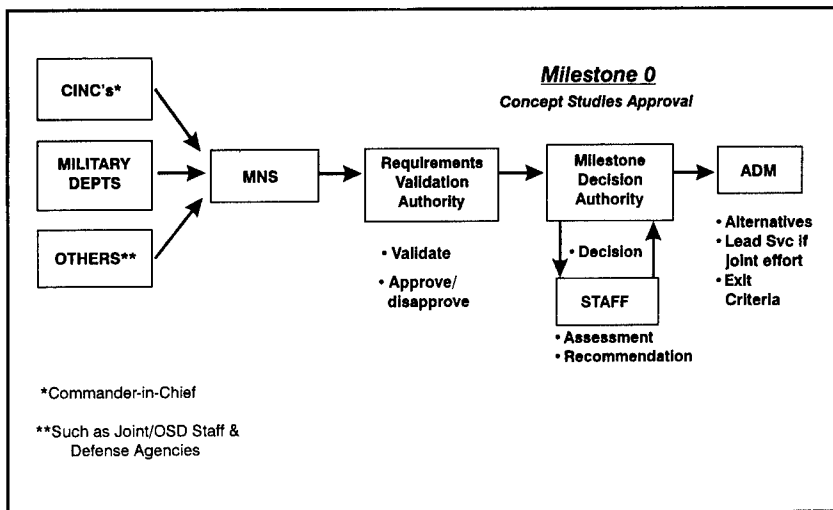 Milestone 0
Concept Studies Approval
CINC's*
MILITARY
DEPTS
OTHERS**
MNS
Requirements
Validation
Authority
• Validate
• Approve/
disapprove
Milestone
Decision
Authority
• Decision
STAFF
• Assessment
• Recommendation
ADM
• Alternatives
• Lead Svc if
joint effort
• Exit
Criteria
*Commander-in-Chief
**Such as Joint/OSD Staff &
Defense Agencies